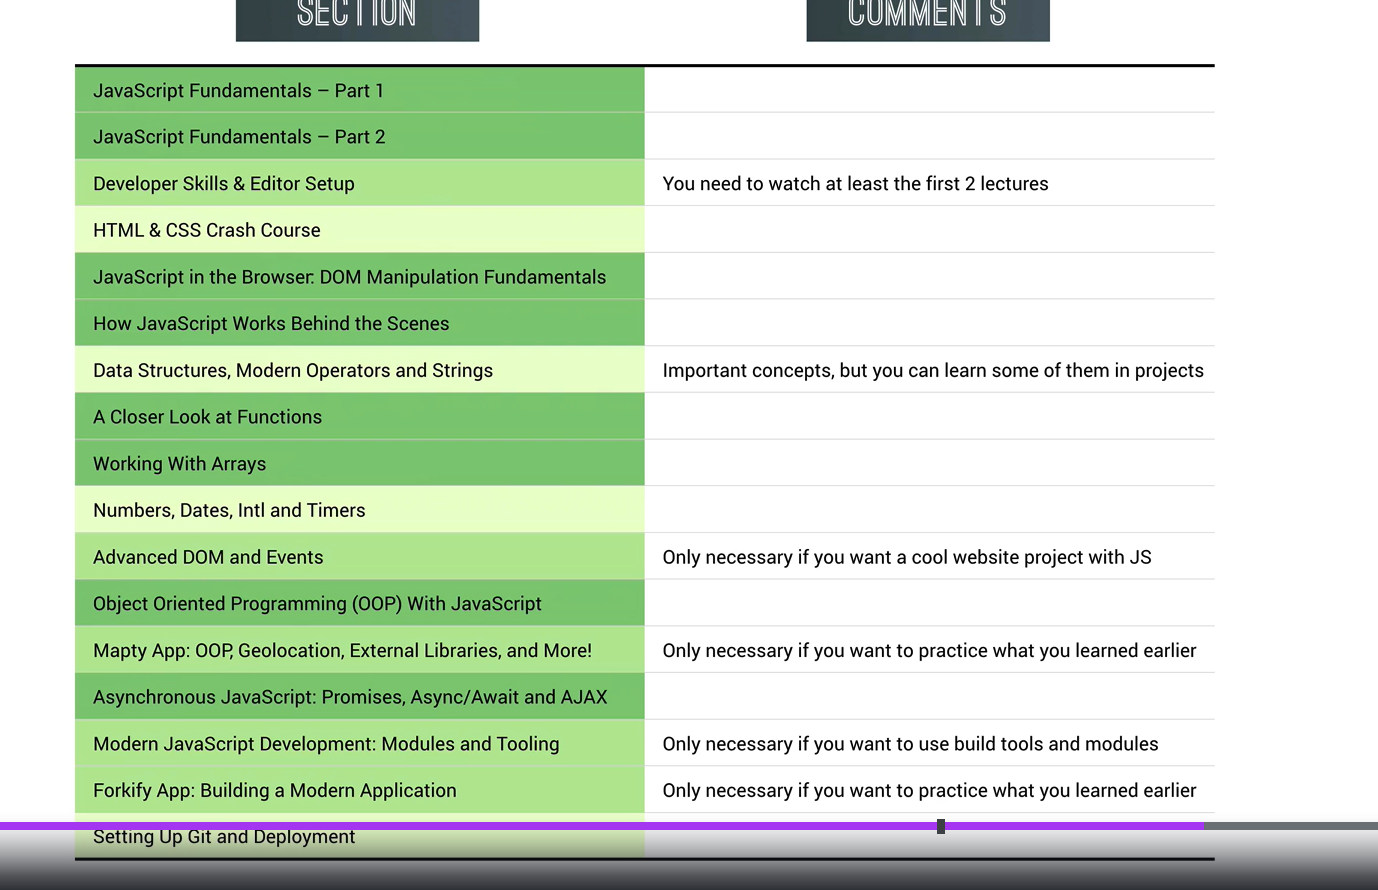 SECTION COMMENTS
JavaScript Fundamentals – Part 1
JavaScript Fundamentals – Part 2
Developer Skills & Editor Setup You need to watch at least the first 2 lectures
HTML & CSS Crash Course
JavaScript in the Browser: DOM Manipulation Fundamentals
How JavaScript Works Behind the Scenes
Data Structures, Modern Operators and Strings Important concepts, but you can learn some of them in projects
A Closer Look at Functions
Working With Arrays
Numbers, Dates, Intl and Timers
Advanced DOM and Events Only necessary if you want a cool website project with JS
Object Oriented Programming (OOP) With JavaScript
Mapty App: OOP, Geolocation, External Libraries, and More! Only necessary if you want to practice what you learned earlier
Asynchronous JavaScript: Promises, Async/Await and AJAX
Modern JavaScript Development: Modules and Tooling Only necessary if you want to use build tools and modules
Forkify App: Building a Modern Application Only necessary if you want to practice what you learned earlier
Setting Up Git and Deployment